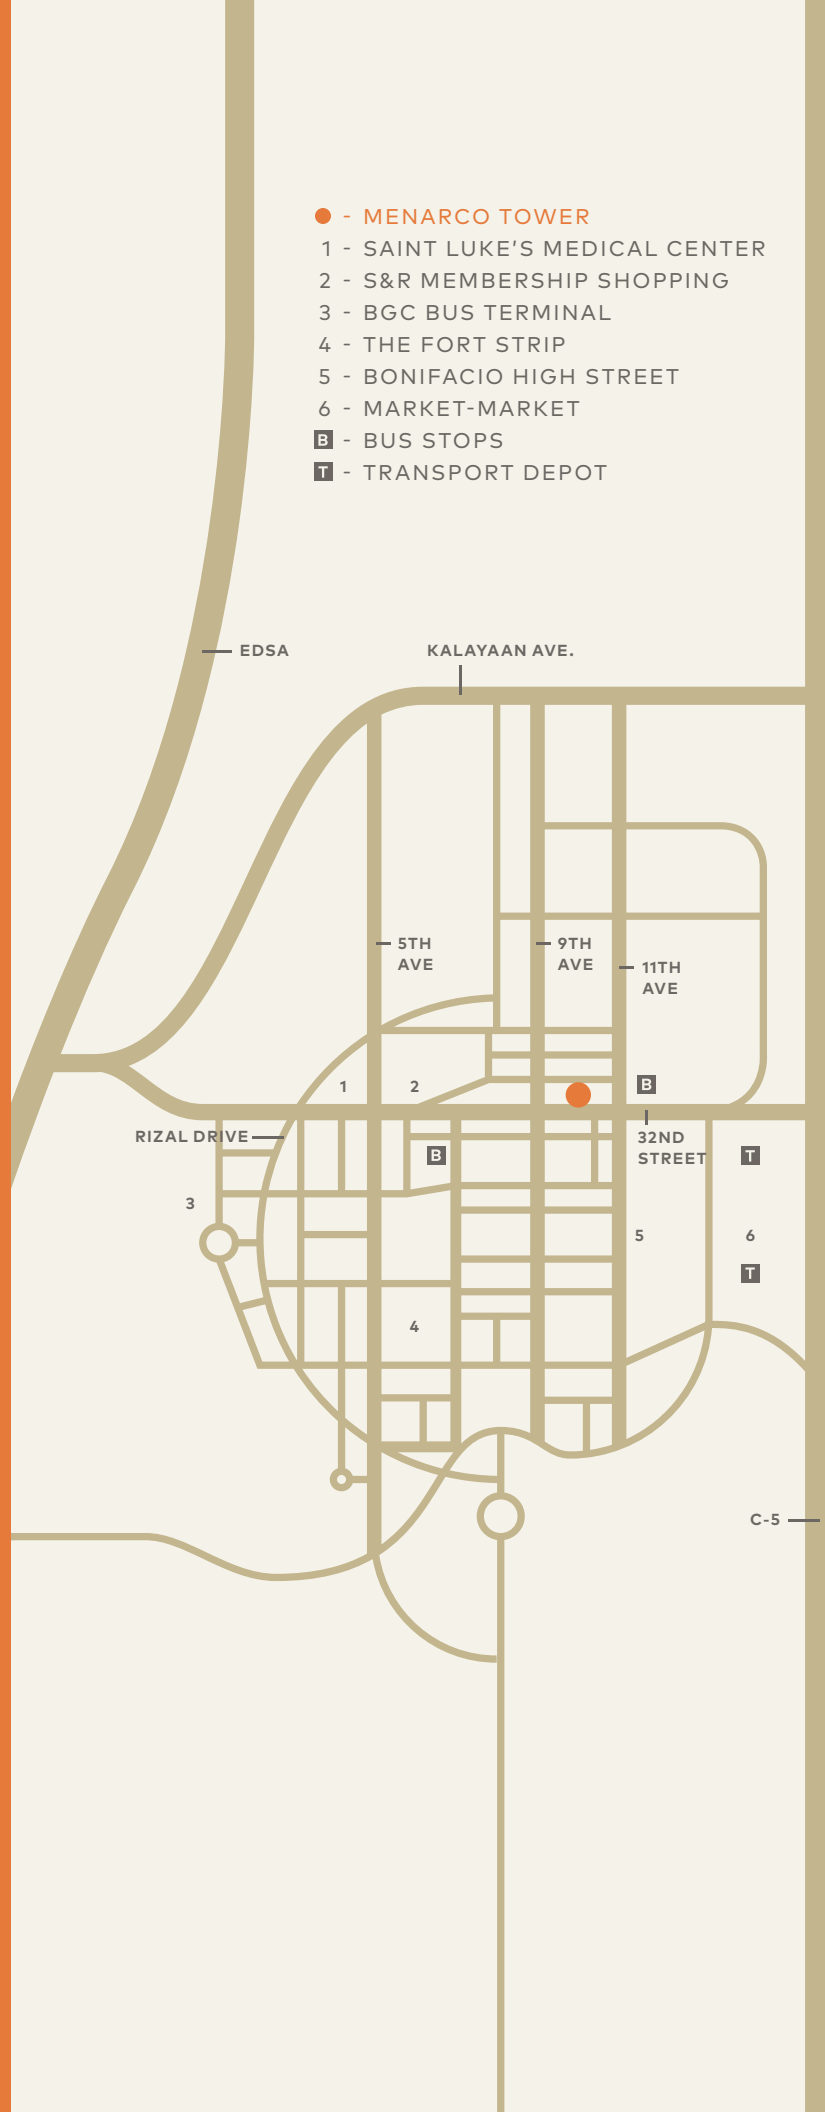 - MENARCO TOWER
1 - SAINT LUKE'S MEDICAL CENTER
2 - S&R MEMBERSHIP SHOPPING
3 - BGC BUS TERMINAL
4 - THE FORT STRIP
5 - BONIFACIO HIGH STREET
6 - MARKET-MARKET
B - BUS STOPS
T - TRANSPORT DEPOT
EDSA
KALAYAAN AVE.
5TH
AVE
9TH
AVE
11TH
AVE
1
2
B
RIZAL DRIVE
32ND
STREET
B
T
3
5
6
T
4
C-5